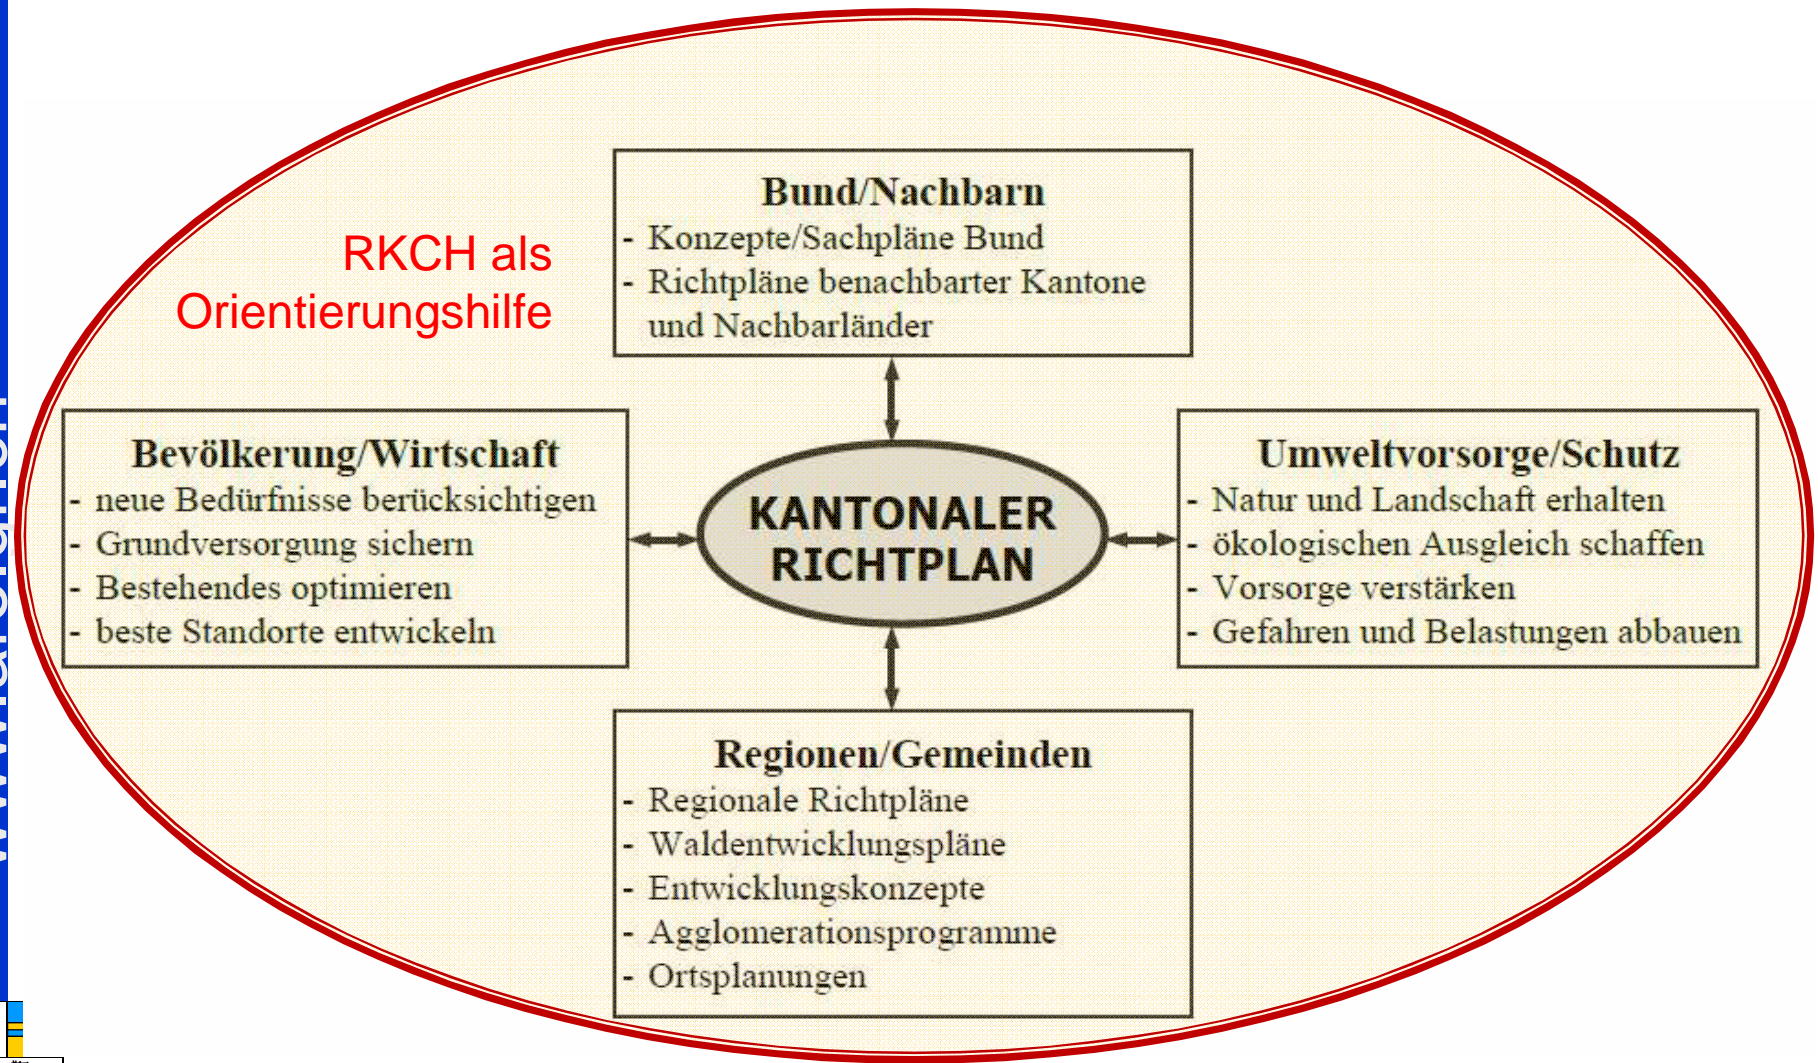 Bund/Nachbarn
- Konzepte/Sachpläne Bund
- Richtpläne benachbarter Kantone
und Nachbarländer
RKCH als
Orientierungshilfe
Bevölkerung/Wirtschaft
- neue Bedürfnisse berücksichtigen
- Grundversorgung sichern
- Bestehendes optimieren
- beste Standorte entwickeln
KANTONALER
RICHTPLAN
Umweltvorsorge/Schutz
- Natur und Landschaft erhalten
- ökologischen Ausgleich schaffen
- Vorsorge verstärken
- Gefahren und Belastungen abbauen
Regionen/Gemeinden
- Regionale Richtpläne
- Waldentwicklungspläne
- Entwicklungskonzepte
- Agglomerationsprogramme
- Ortsplanungen